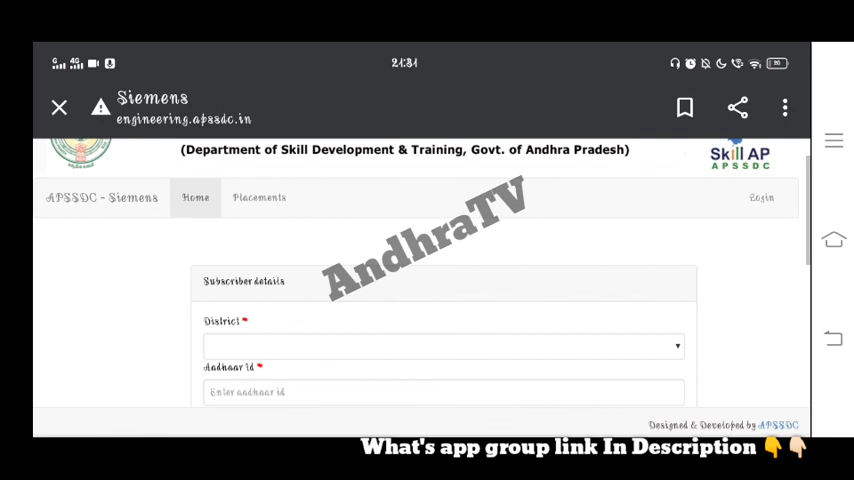 21:31
Siemens
engineering.apssdc.in
(Department of Skill Development & Training, Govt. of Andhra Pradesh)
Skill AP
APSSDC
APSSDC - Siemens
Home
Placements
Login
AndhraTV
Subscriber details
District *
Aadhaar id *
Enter aadhaar id
Designed & Developed by APSSDC
What's app group link In Description 👇👇🏻